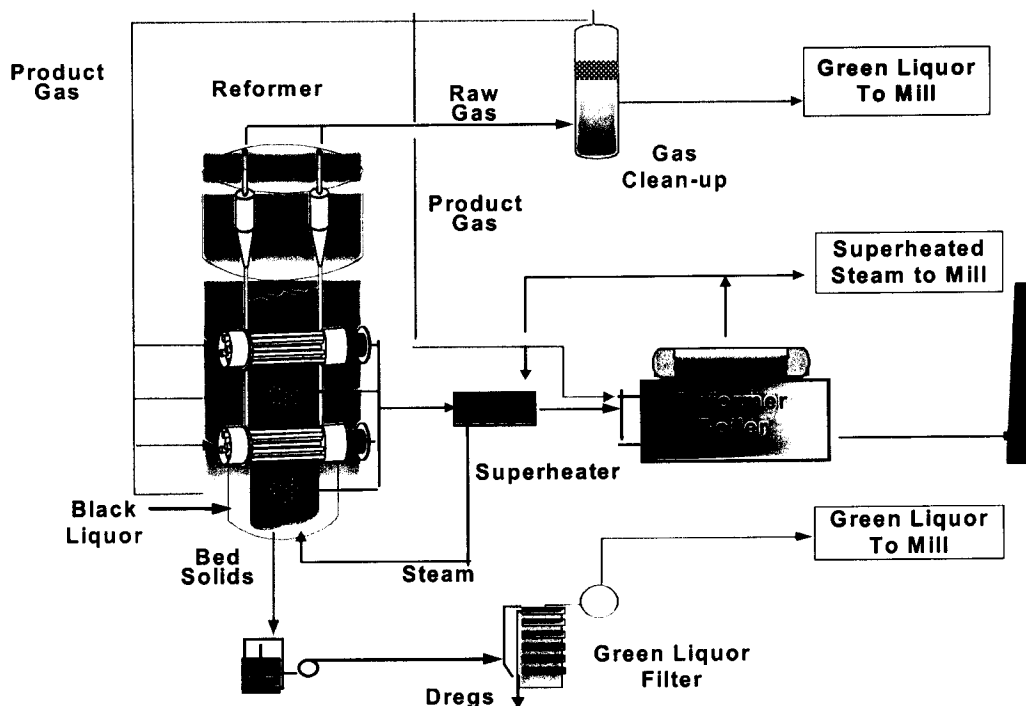 Product
Gas
Reformer
Raw
Gas
Green Liquor
To Mill
Gas
Clean-up
Product
Gas
Superheated
Steam to Mill
Superheater
Black
Liquor
Bed
Solids
Steam
Green Liquor
To Mill
Green Liquor
Filter
Dregs